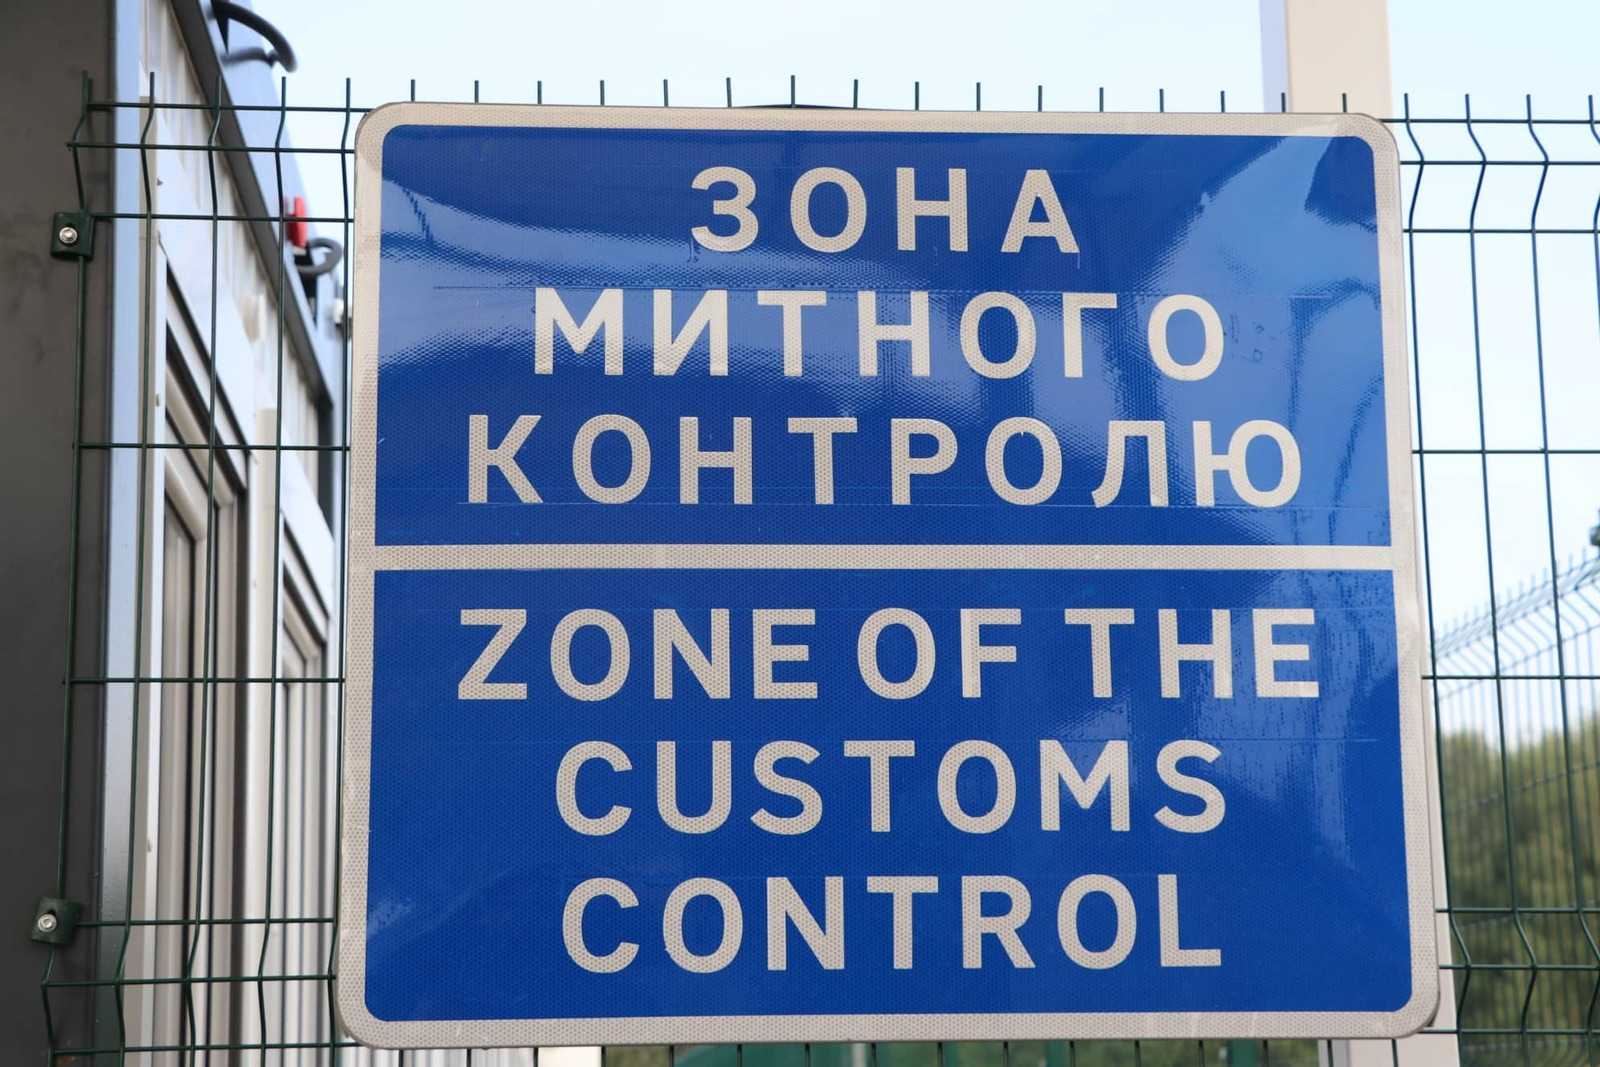 ЗОНА
МИТНОГО
КОНТРОЛЮ
ZONE OF THE
CUSTOMS
CONTROL